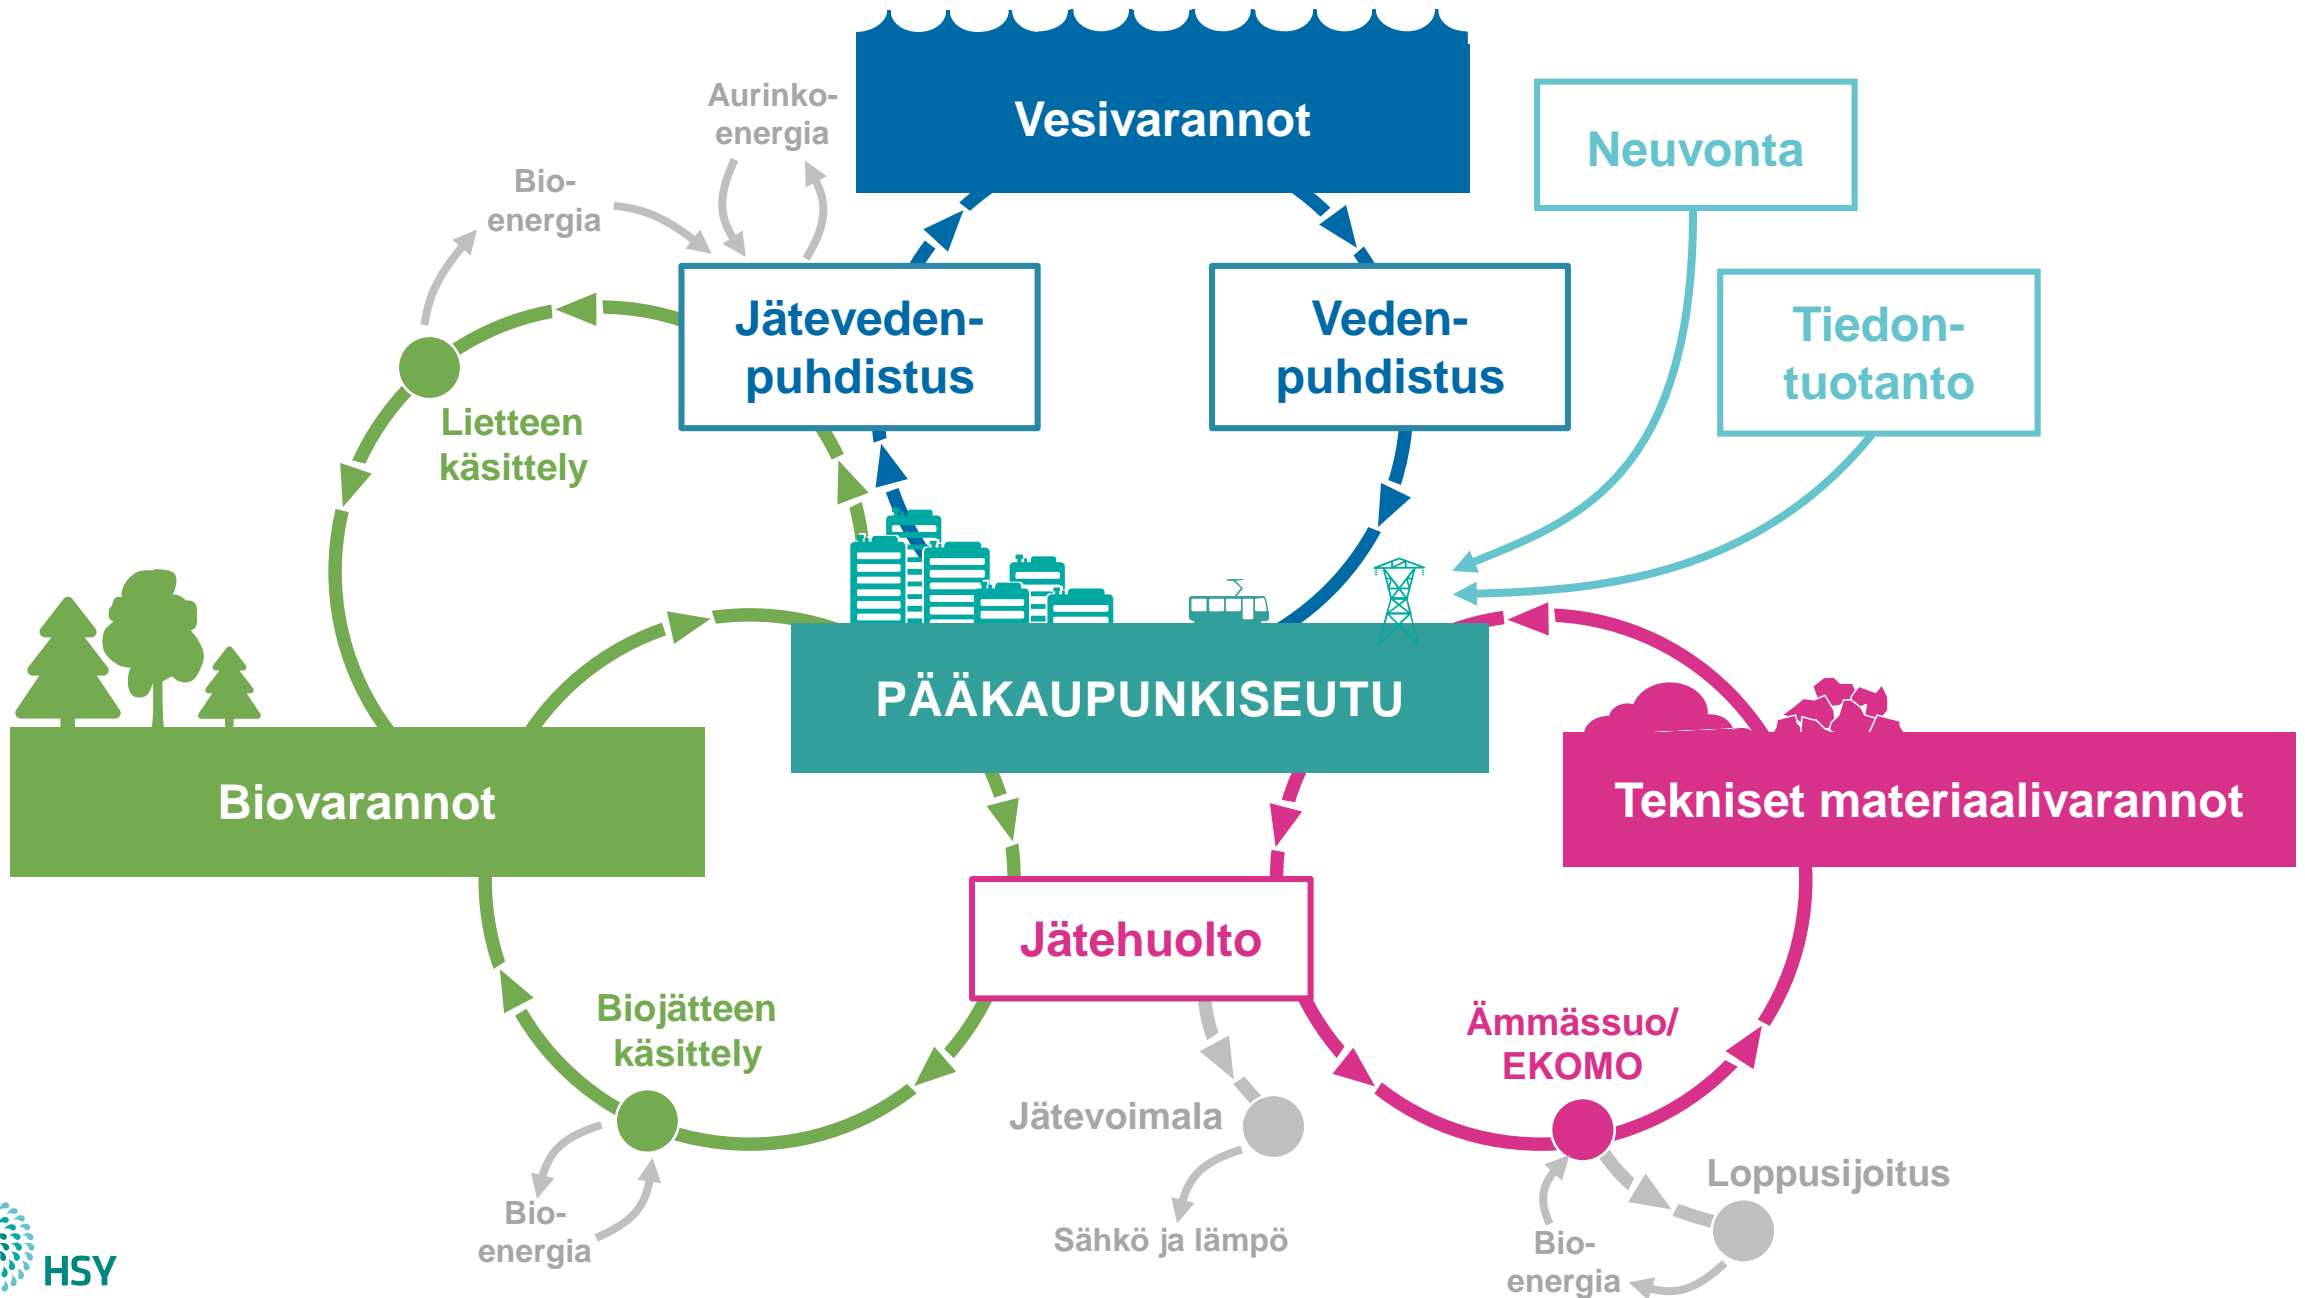 Vesivarannot
Aurinko-
energia
Neuvonta
Bio-
energia
Jäteveden-
puhdistus
Veden-
puhdistus
Tiedon-
tuotanto
Lietteen
käsittely
PÄÄKAUPUNKISEUTU
Biovarannot
Tekniset materiaalivarannot
Jätehuolto
Biojätteen
käsittely
Ämmässuo/
EKOMO
Jätevoimala
Loppusijoitus
Bio-
energia
Sähkö ja lämpö
Bio-
energia
HSY